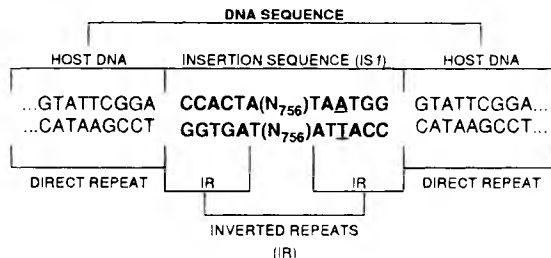 DNA SEQUENCE
HOST DNA INSERTION SEQUENCE (IS1) HOST DNA
...GTATTCGGA CCACTA(N₇₅₆)TAATGG GTATTCGGA...
...CATAAGCCT GGTGAT(N₇₅₆)ATTACC CATAAGCCT...
DIRECT REPEAT IR IR DIRECT REPEAT
INVERTED REPEATS
(IR)